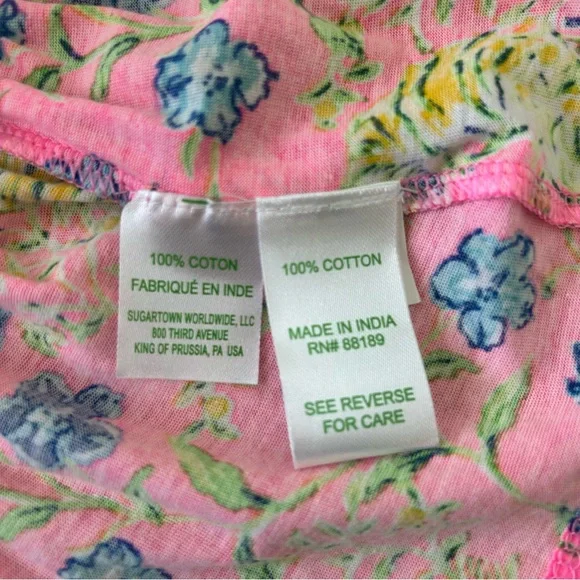 100% COTON
FABRIQUÉ EN INDE
SUGARTOWN WORLDWIDE, LLC
800 THIRD AVENUE
KING OF PRUSSIA, PA USA
100% COTTON
MADE IN INDIA
RN# 88189
SEE REVERSE
FOR CARE